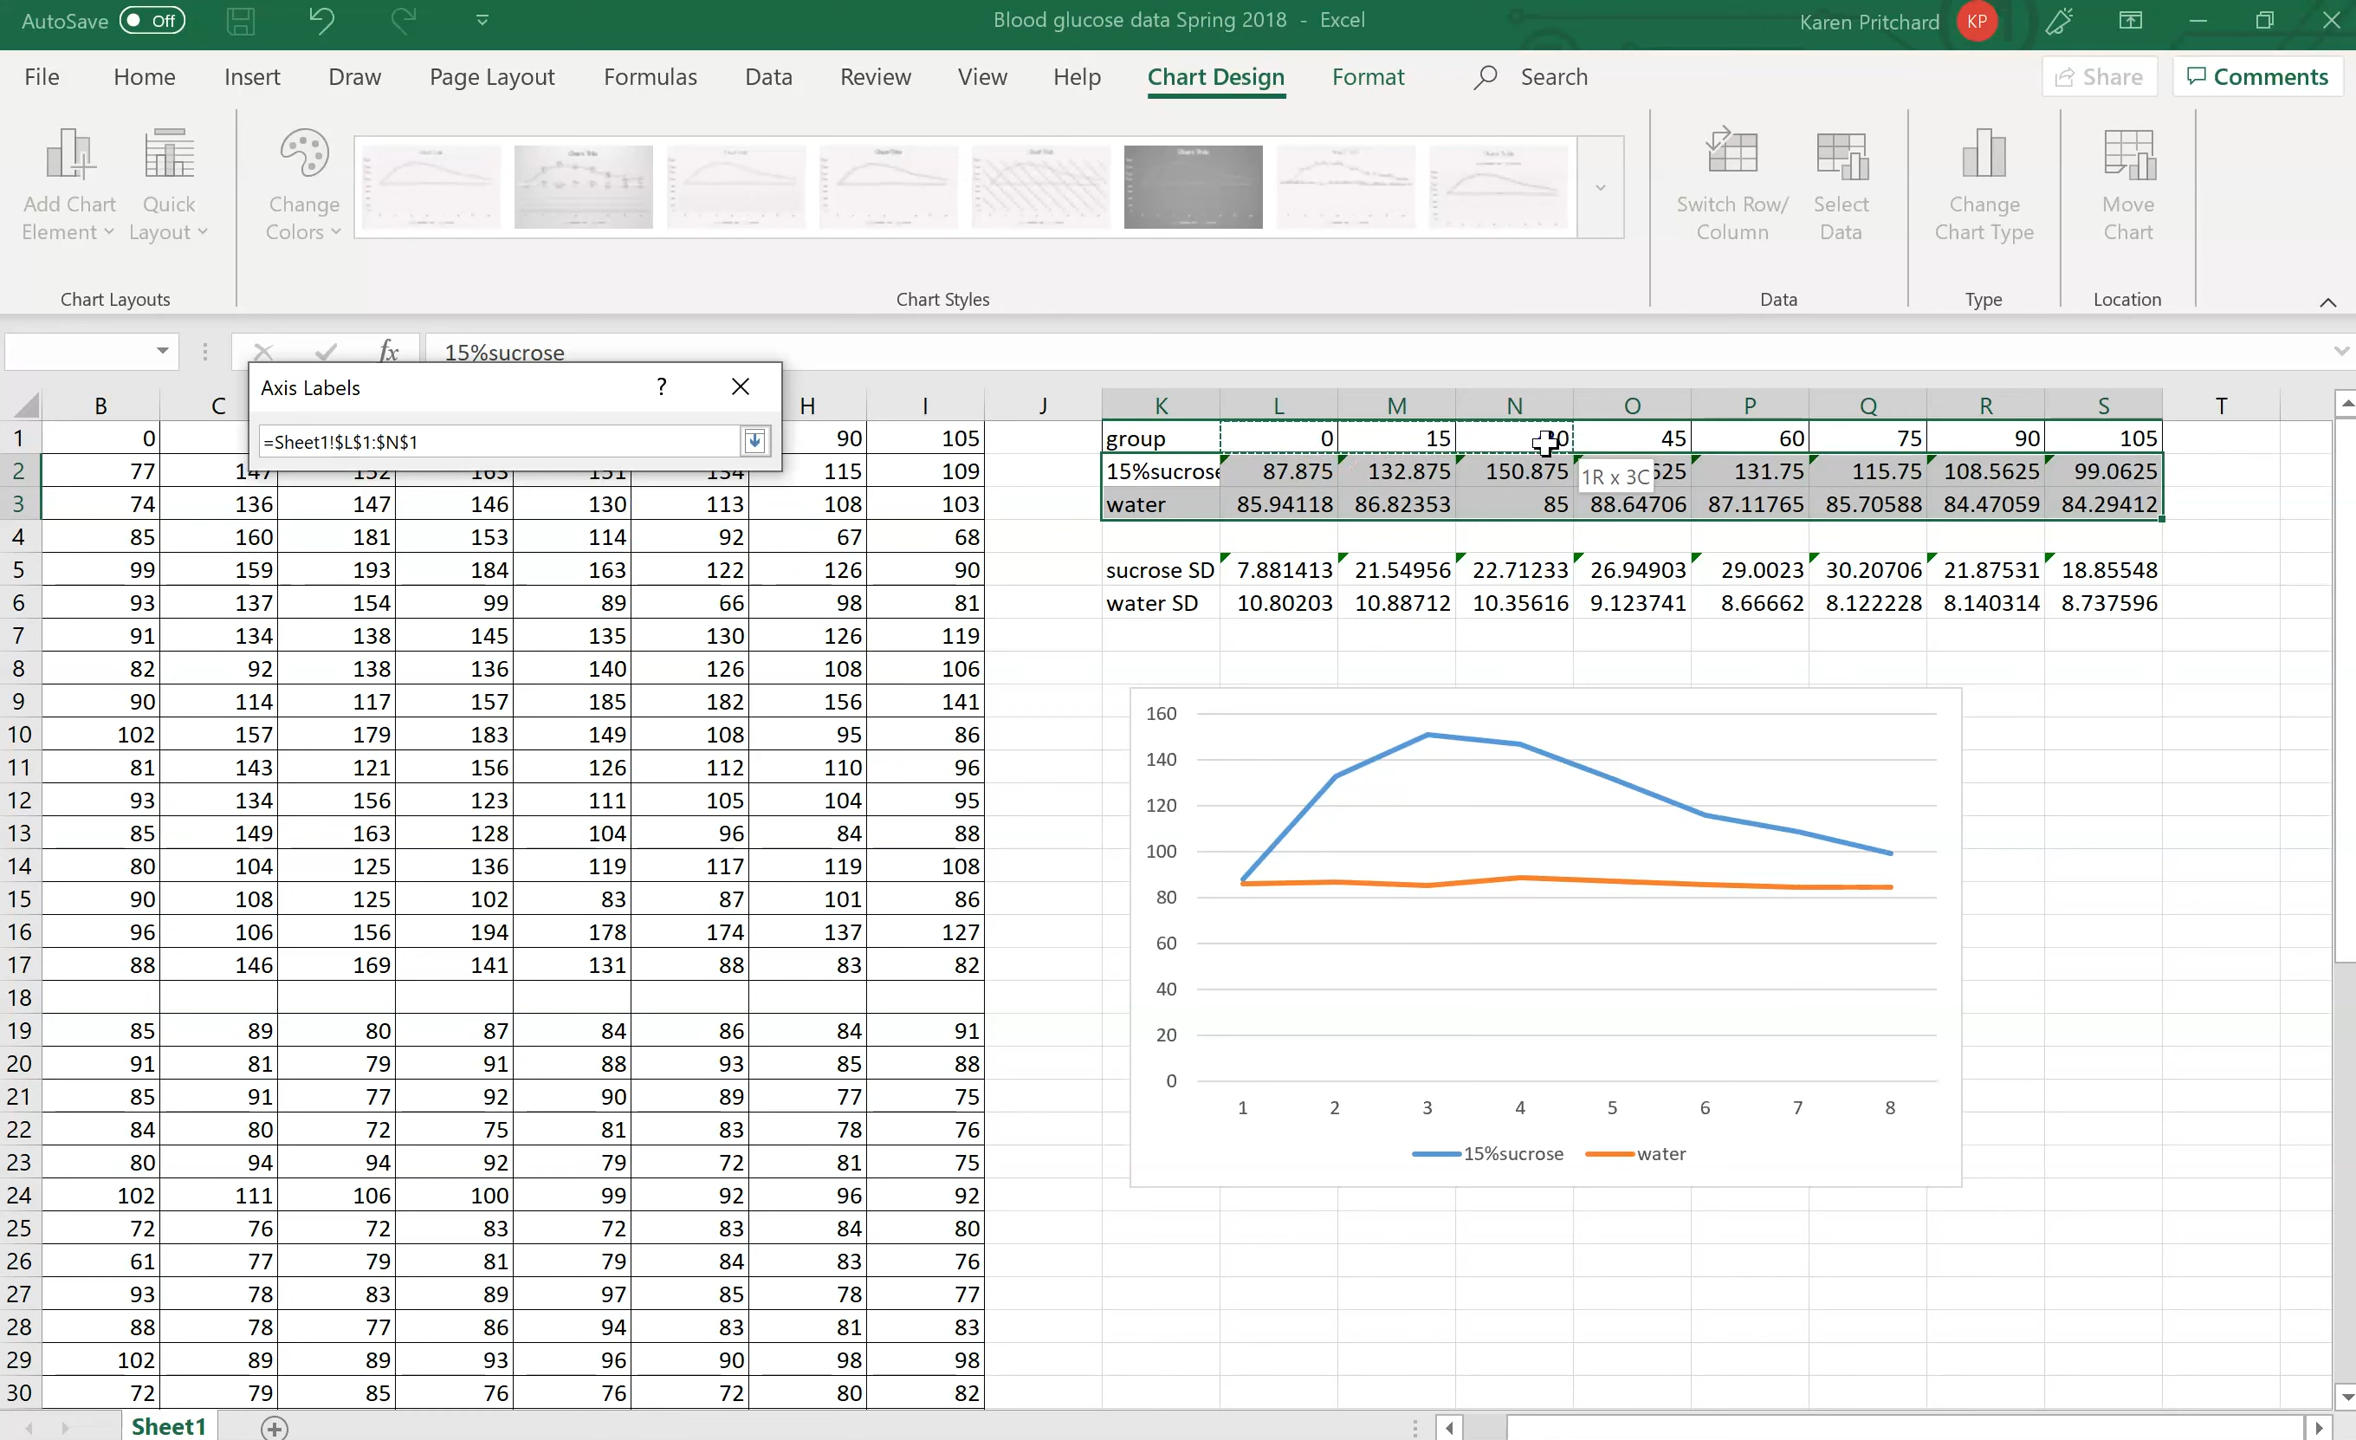 AutoSave Off
Blood glucose data Spring 2018 - Excel
Karen Pritchard KP
File Home Insert Draw Page Layout Formulas Data Review View Help Chart Design Format Search Share Comments
Add Chart Element
Quick Layout
Change Colors
Switch Row/ Column
Select Data
Change Chart Type
Move Chart
Chart Layouts Chart Styles Data Type Location
fx 15%sucrose
Axis Labels ?
=Sheet1!$L$1:$N$1
B C H I J K L M N O P Q R S T
1 0 90 105 group 0 15 45 60 75 90 105
2 77 147 152 163 151 134 115 109 15%sucrose 87.875 132.875 150.875 625 131.75 115.75 108.5625 99.0625
1R x 3C
3 74 136 147 146 130 113 108 103 water 85.94118 86.82353 85 88.64706 87.11765 85.70588 84.47059 84.29412
4 85 160 181 153 114 92 67 68
5 99 159 193 184 163 122 126 90 sucrose SD 7.881413 21.54956 22.71233 26.94903 29.0023 30.20706 21.87531 18.85548
6 93 137 154 99 89 66 98 81 water SD 10.80203 10.88712 10.35616 9.123741 8.66662 8.122228 8.140314 8.737596
7 91 134 138 145 135 130 126 119
8 82 92 138 136 140 126 108 106
9 90 114 117 157 185 182 156 141
10 102 157 179 183 149 108 95 86
11 81 143 121 156 126 112 110 96
12 93 134 156 123 111 105 104 95
13 85 149 163 128 104 96 84 88
14 80 104 125 136 119 117 119 108
15 90 108 125 102 83 87 101 86
16 96 106 156 194 178 174 137 127
17 88 146 169 141 131 88 83 82
18
19 85 89 80 87 84 86 84 91
20 91 81 79 91 88 93 85 88
21 85 91 77 92 90 89 77 75
22 84 80 72 75 81 83 78 76
23 80 94 94 92 79 72 81 75
24 102 111 106 100 99 92 96 92
25 72 76 72 83 72 83 84 80
26 61 77 79 81 79 84 83 76
27 93 78 83 89 97 85 78 77
28 88 78 77 86 94 83 81 83
29 102 89 89 93 96 90 98 98
30 72 79 85 76 76 72 80 82
160
140
120
100
80
60
40
20
0
1 2 3 4 5 6 7 8
15%sucrose water
Sheet1